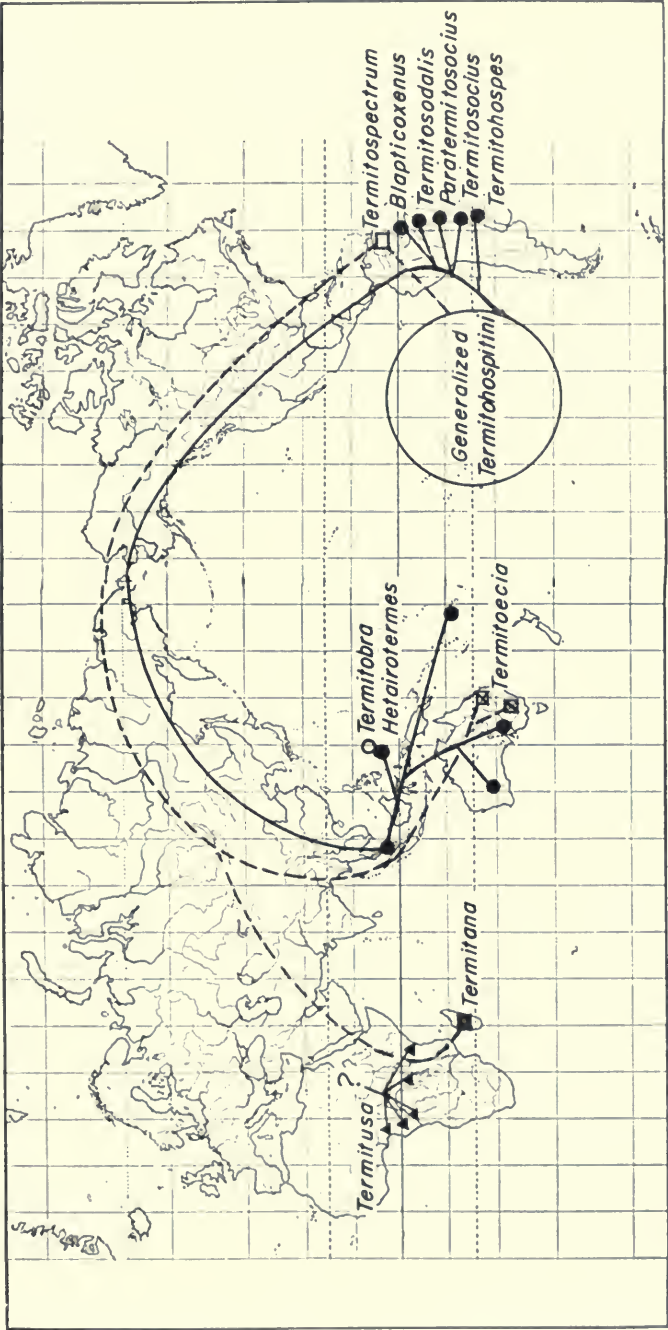 Termitospectrum
Blapticoxenus
Termitosodalis
Paratermitosocius
Termitosocius
Termitohospes
Generalized
Termitohospitini
Termitobra
Hetairotermes
Termitoecia
Termitusa ?
Termitana